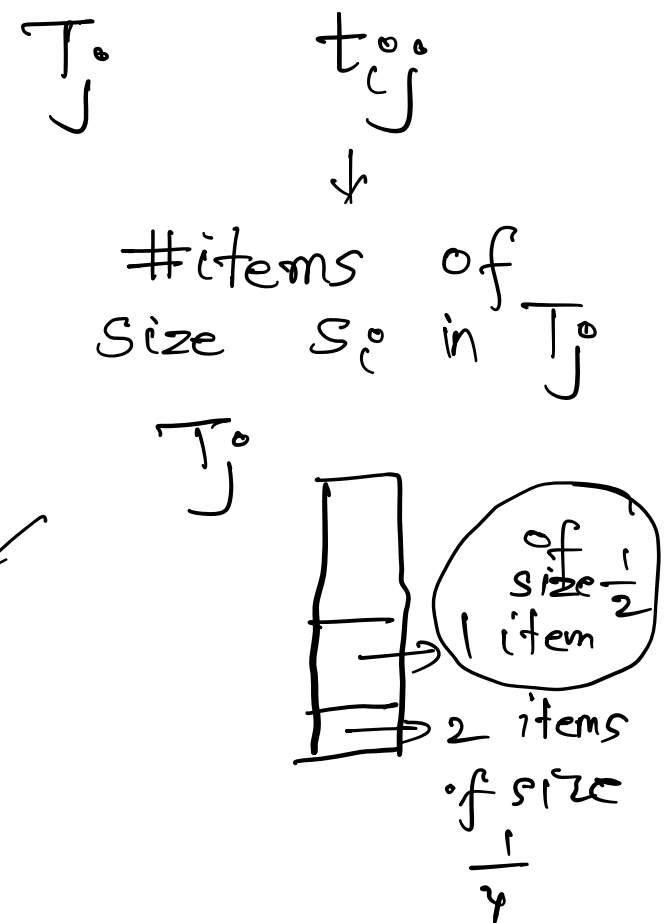 Tj tij
#items of
size si in Tj
Tj
of
size 1/2
1 item
2 items
of size
1/4